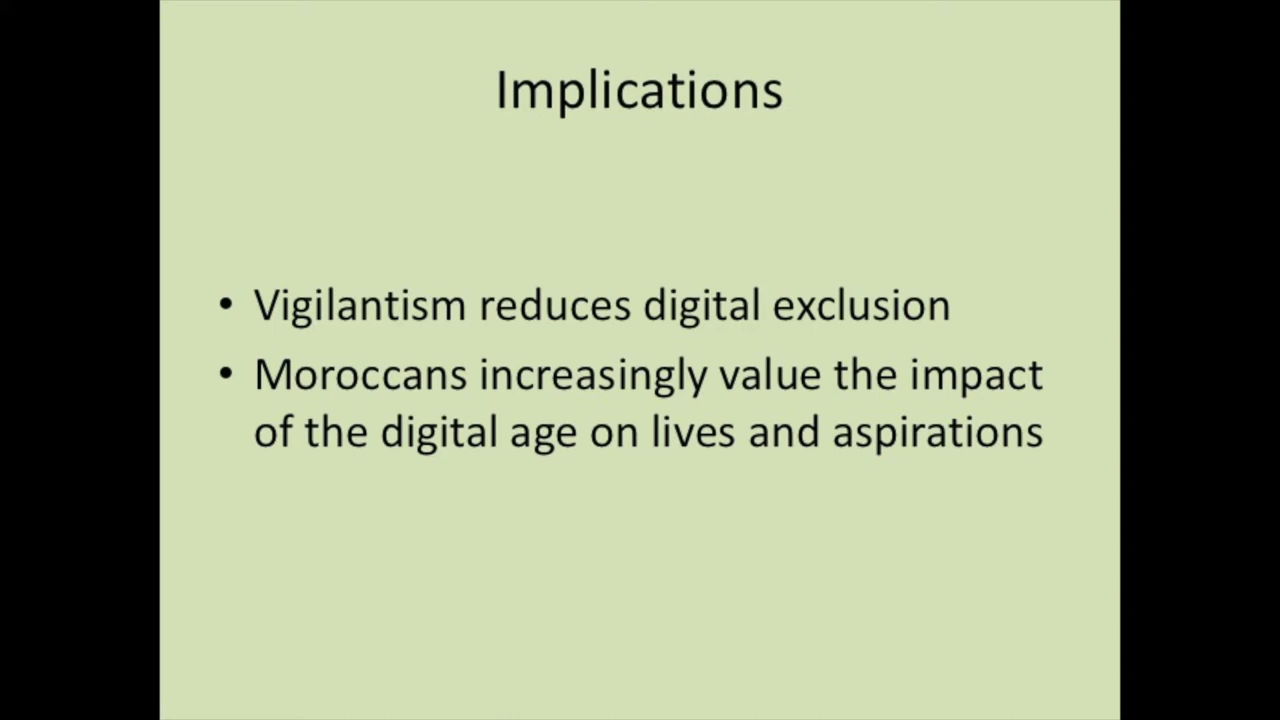 Implications
• Vigilantism reduces digital exclusion
• Moroccans increasingly value the impact
of the digital age on lives and aspirations